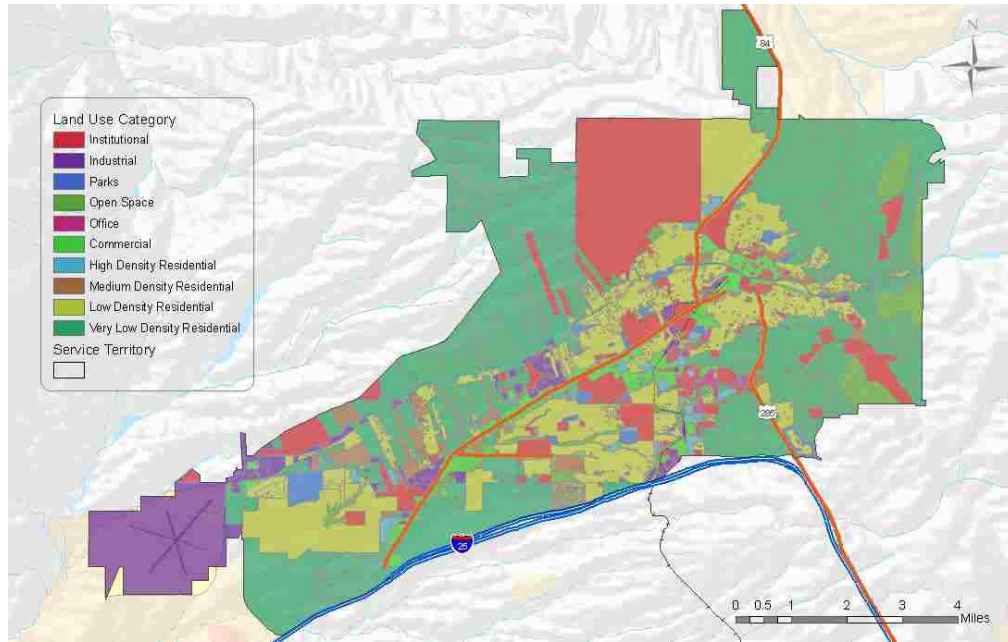 N
84
Land Use Category
Institutional
Industrial
Parks
Open Space
Office
Commercial
High Density Residential
Medium Density Residential
Low Density Residential
Very Low Density Residential
Service Territory
285
25
0 0.5 1 2 3 4
Miles